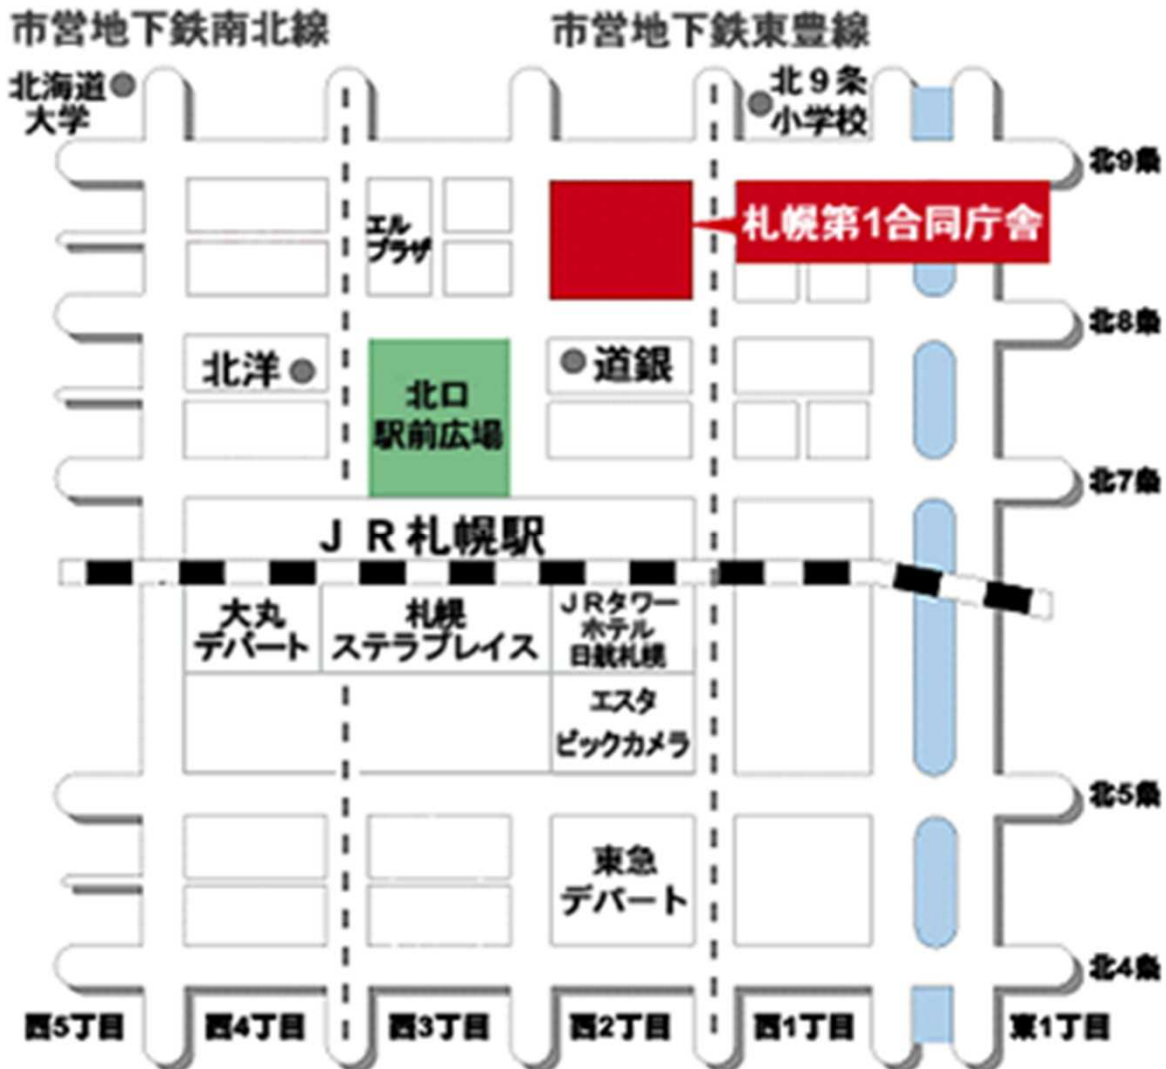 市営地下鉄南北線
市営地下鉄東豊線
北海道
大学
北9条
小学校
北9条
エル
プラザ
札幌第1合同庁舎
北8条
北洋
北口
駅前広場
道銀
北7条
JR札幌駅
大丸
デパート
札幌
ステラプレイス
JRタワー
ホテル
日航札幌
エスタ
ビックカメラ
北5条
東急
デパート
北4条
西5丁目
西4丁目
西3丁目
西2丁目
西1丁目
東1丁目